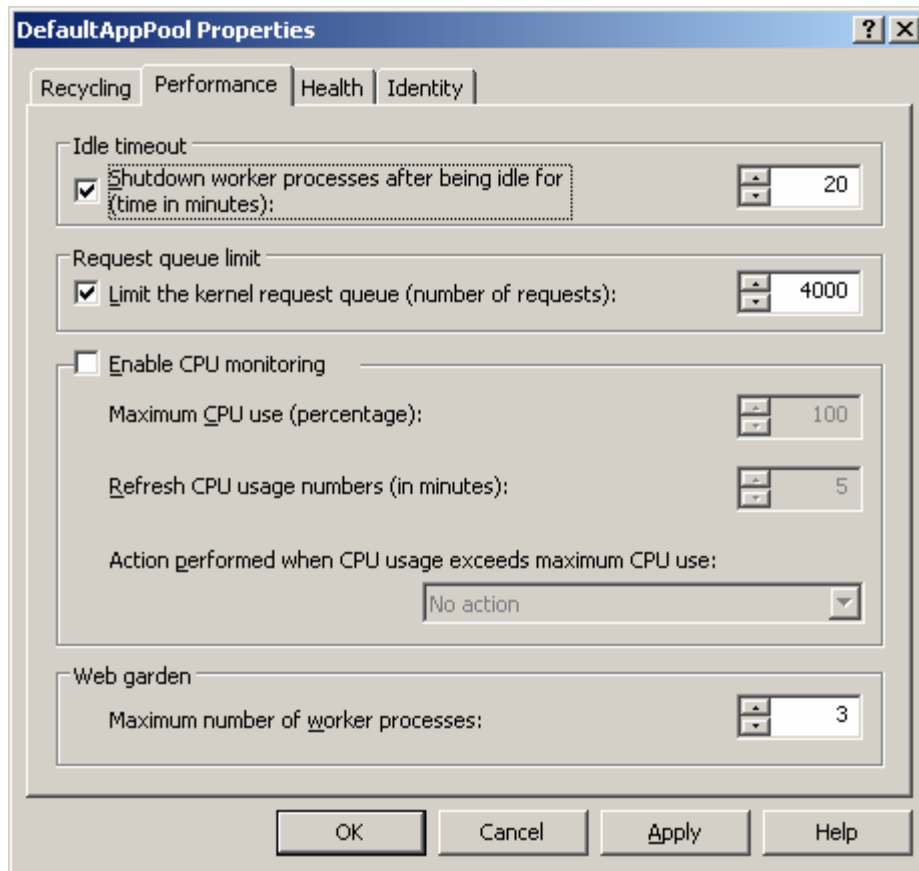 DefaultAppPool Properties
Recycling Performance Health Identity
Idle timeout
Shutdown worker processes after being idle for
(time in minutes):
20
Request queue limit
Limit the kernel request queue (number of requests):
4000
Enable CPU monitoring
Maximum CPU use (percentage):
100
Refresh CPU usage numbers (in minutes):
5
Action performed when CPU usage exceeds maximum CPU use:
No action
Web garden
Maximum number of worker processes:
3
OK Cancel Apply Help